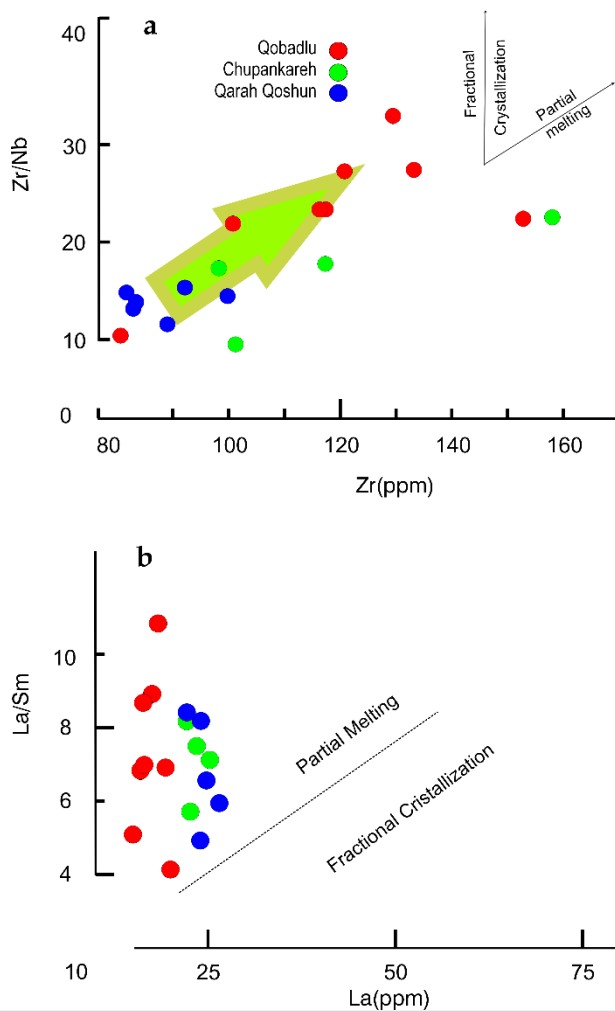 a
40
30
20
10
0
Zr/Nb
Qobadlu
Chupankareh
Qarah Qoshun
Fractional
Crystallization
Partial
melting
80
100
120
140
160
Zr(ppm)
b
10
8
6
4
La/Sm
Partial Melting
Fractional Cristallization
10
25
50
75
La(ppm)